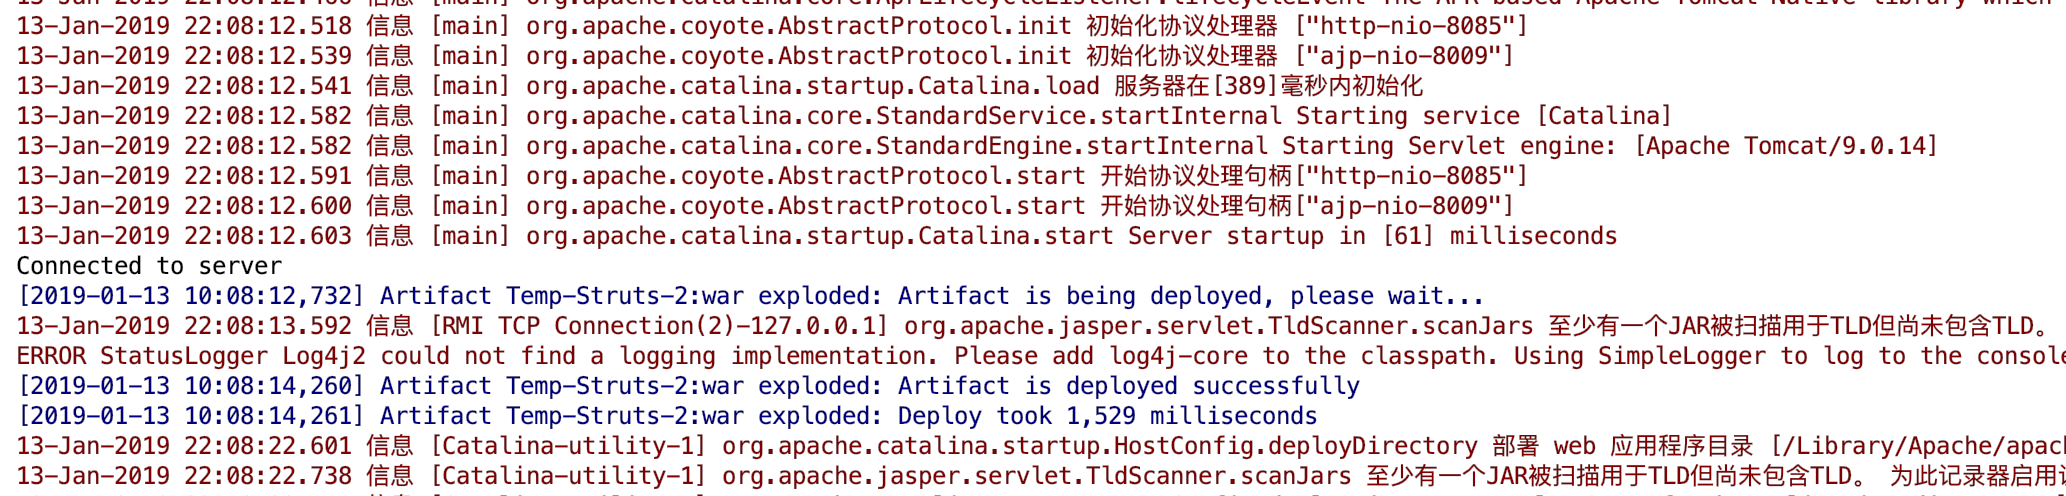 13-Jan-2019 22:08:12.466 信息 [main] org.apache.catalina.core.AprLifecycleListener.lifecycleEvent The APR based Apache Tomcat Native library which
13-Jan-2019 22:08:12.518 信息 [main] org.apache.coyote.AbstractProtocol.init 初始化协议处理器 ["http-nio-8085"]
13-Jan-2019 22:08:12.539 信息 [main] org.apache.coyote.AbstractProtocol.init 初始化协议处理器 ["ajp-nio-8009"]
13-Jan-2019 22:08:12.541 信息 [main] org.apache.catalina.startup.Catalina.load 服务器在[389]毫秒内初始化
13-Jan-2019 22:08:12.582 信息 [main] org.apache.catalina.core.StandardService.startInternal Starting service [Catalina]
13-Jan-2019 22:08:12.582 信息 [main] org.apache.catalina.core.StandardEngine.startInternal Starting Servlet engine: [Apache Tomcat/9.0.14]
13-Jan-2019 22:08:12.591 信息 [main] org.apache.coyote.AbstractProtocol.start 开始协议处理句柄["http-nio-8085"]
13-Jan-2019 22:08:12.600 信息 [main] org.apache.coyote.AbstractProtocol.start 开始协议处理句柄["ajp-nio-8009"]
13-Jan-2019 22:08:12.603 信息 [main] org.apache.catalina.startup.Catalina.start Server startup in [61] milliseconds
Connected to server
[2019-01-13 10:08:12,732] Artifact Temp-Struts-2:war exploded: Artifact is being deployed, please wait...
13-Jan-2019 22:08:13.592 信息 [RMI TCP Connection(2)-127.0.0.1] org.apache.jasper.servlet.TldScanner.scanJars 至少有一个JAR被扫描用于TLD但尚未包含TLD。
ERROR StatusLogger Log4j2 could not find a logging implementation. Please add log4j-core to the classpath. Using SimpleLogger to log to the console
[2019-01-13 10:08:14,260] Artifact Temp-Struts-2:war exploded: Artifact is deployed successfully
[2019-01-13 10:08:14,261] Artifact Temp-Struts-2:war exploded: Deploy took 1,529 milliseconds
13-Jan-2019 22:08:22.601 信息 [Catalina-utility-1] org.apache.catalina.startup.HostConfig.deployDirectory 部署 web 应用程序目录 [/Library/Apache/apac
13-Jan-2019 22:08:22.738 信息 [Catalina-utility-1] org.apache.jasper.servlet.TldScanner.scanJars 至少有一个JAR被扫描用于TLD但尚未包含TLD。 为此记录器启用